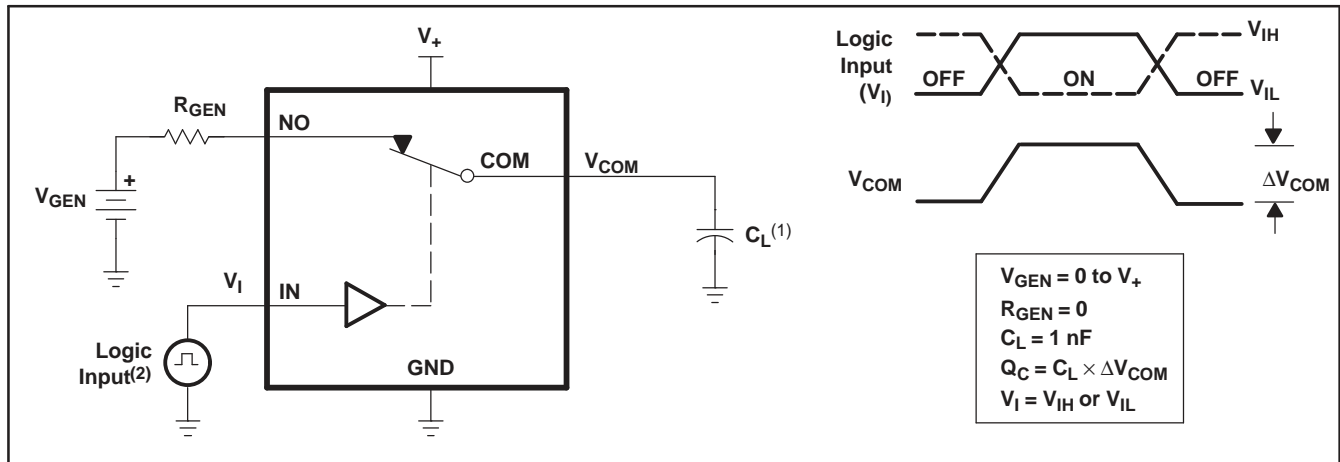 V+
RGEN
NO
COM
VCOM
VGEN
+
CL(1)
VI
IN
Logic
Input(2)
GND
Logic
Input
(VI)
OFF
ON
OFF
VIH
VIL
VCOM
ΔVCOM
VGEN = 0 to V+
RGEN = 0
CL = 1 nF
QC = CL × ΔVCOM
VI = VIH or VIL